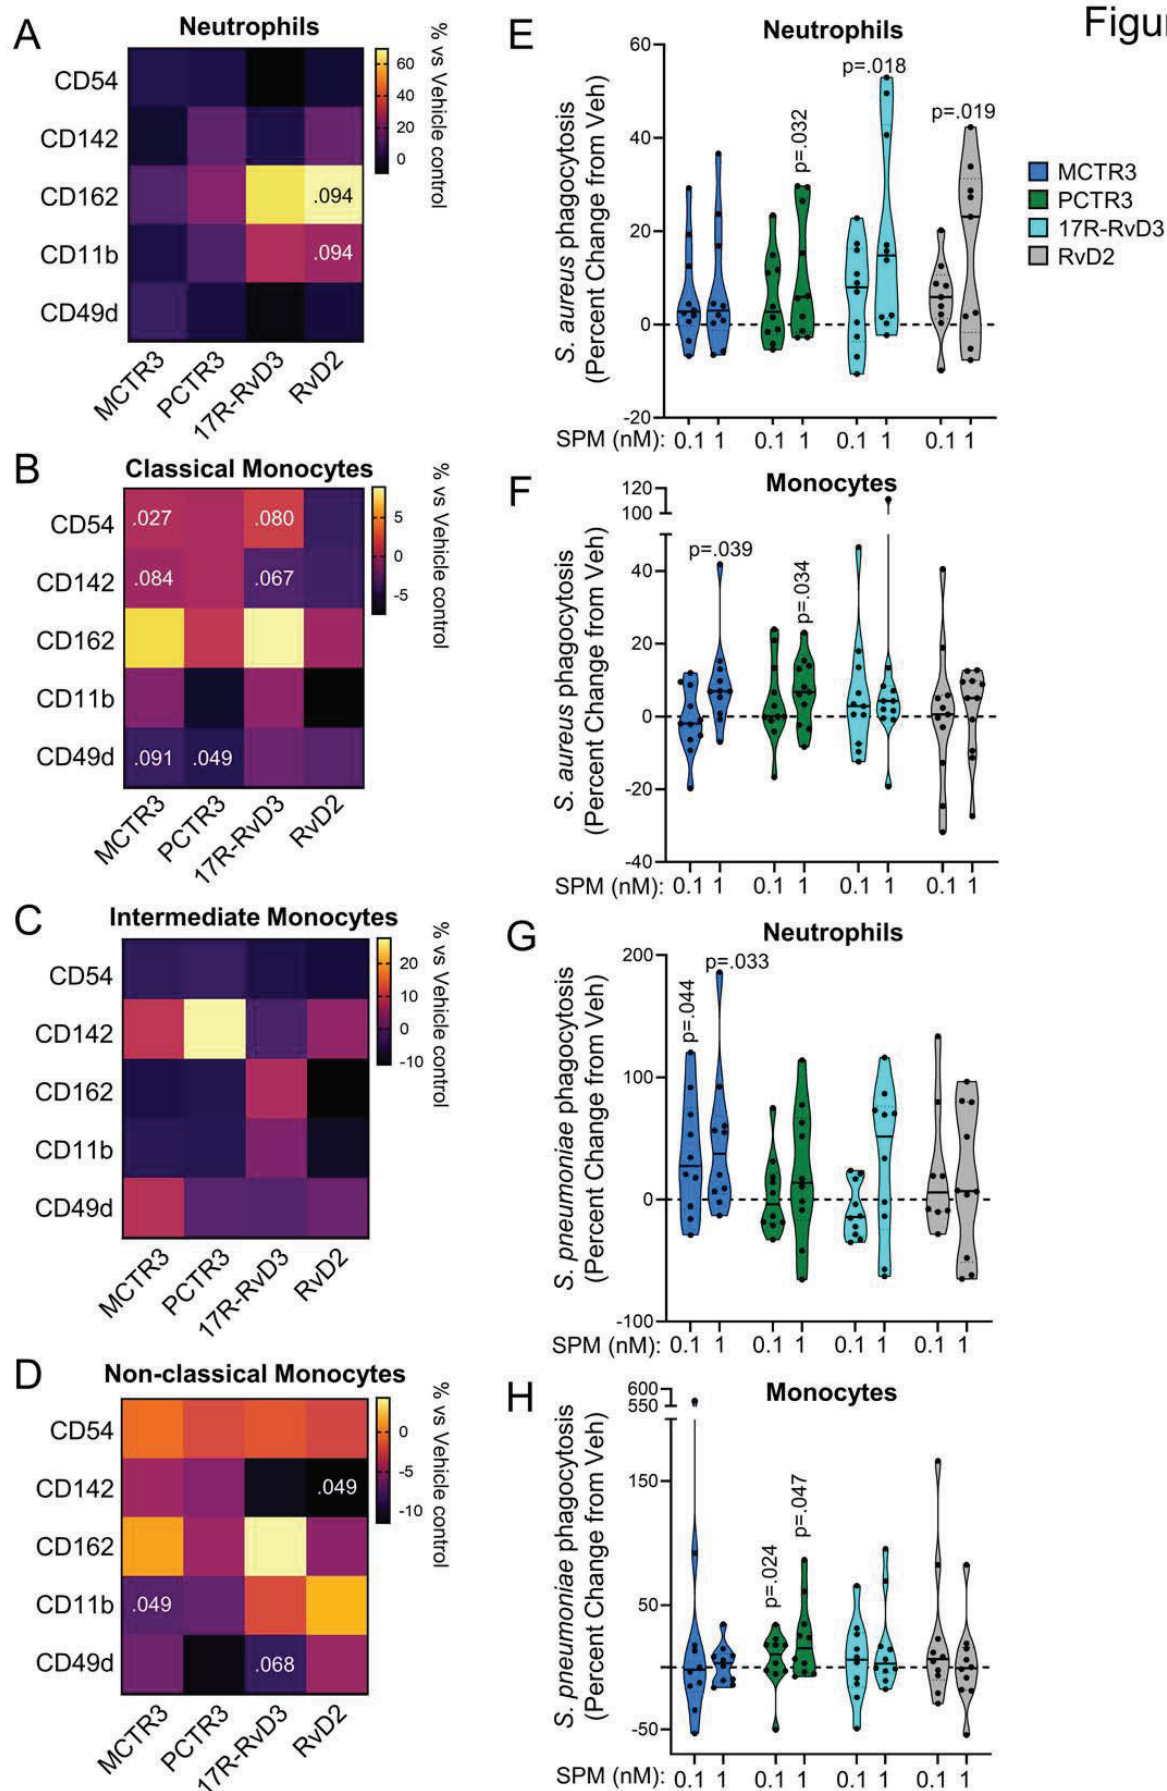 Figur
A
Neutrophils
CD54
CD142
CD162
CD11b
CD49d
.094
.094
MCTR3
PCTR3
17R-RvD3
RvD2
60
40
20
0
% vs Vehicle control
B
Classical Monocytes
CD54
CD142
CD162
CD11b
CD49d
.027
.080
.084
.067
.091
.049
MCTR3
PCTR3
17R-RvD3
RvD2
5
0
-5
% vs Vehicle control
C
Intermediate Monocytes
CD54
CD142
CD162
CD11b
CD49d
MCTR3
PCTR3
17R-RvD3
RvD2
20
10
0
-10
% vs Vehicle control
D
Non-classical Monocytes
CD54
CD142
CD162
CD11b
CD49d
.049
.049
.068
MCTR3
PCTR3
17R-RvD3
RvD2
0
-5
-10
% vs Vehicle control
E
Neutrophils
S. aureus phagocytosis
(Percent Change from Veh)
60
40
20
0
-20
p=.032
p=.018
p=.019
SPM (nM): 0.1 1 0.1 1 0.1 1 0.1 1
MCTR3
PCTR3
17R-RvD3
RvD2
F
Monocytes
S. aureus phagocytosis
(Percent Change from Veh)
120
100
40
20
0
-20
-40
p=.039
p=.034
SPM (nM): 0.1 1 0.1 1 0.1 1 0.1 1
G
Neutrophils
S. pneumoniae phagocytosis
(Percent Change from Veh)
200
100
0
-100
p=.044
p=.033
SPM (nM): 0.1 1 0.1 1 0.1 1 0.1 1
H
Monocytes
S. pneumoniae phagocytosis
(Percent Change from Veh)
600
550
150
50
-50
p=.024
p=.047
SPM (nM): 0.1 1 0.1 1 0.1 1 0.1 1